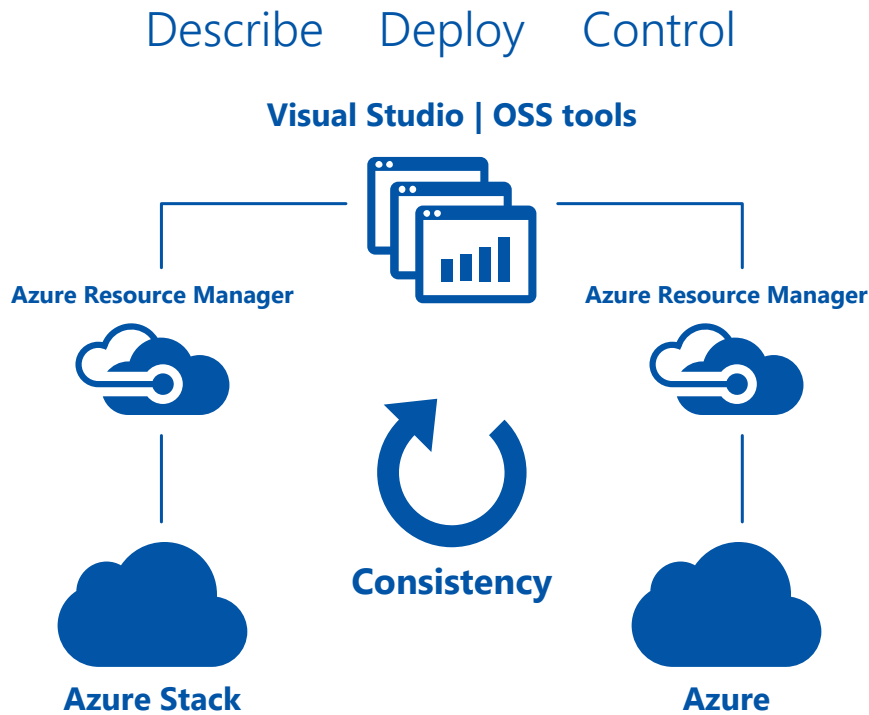 Describe Deploy Control
Visual Studio | OSS tools
Azure Resource Manager
Azure Resource Manager
Consistency
Azure Stack
Azure